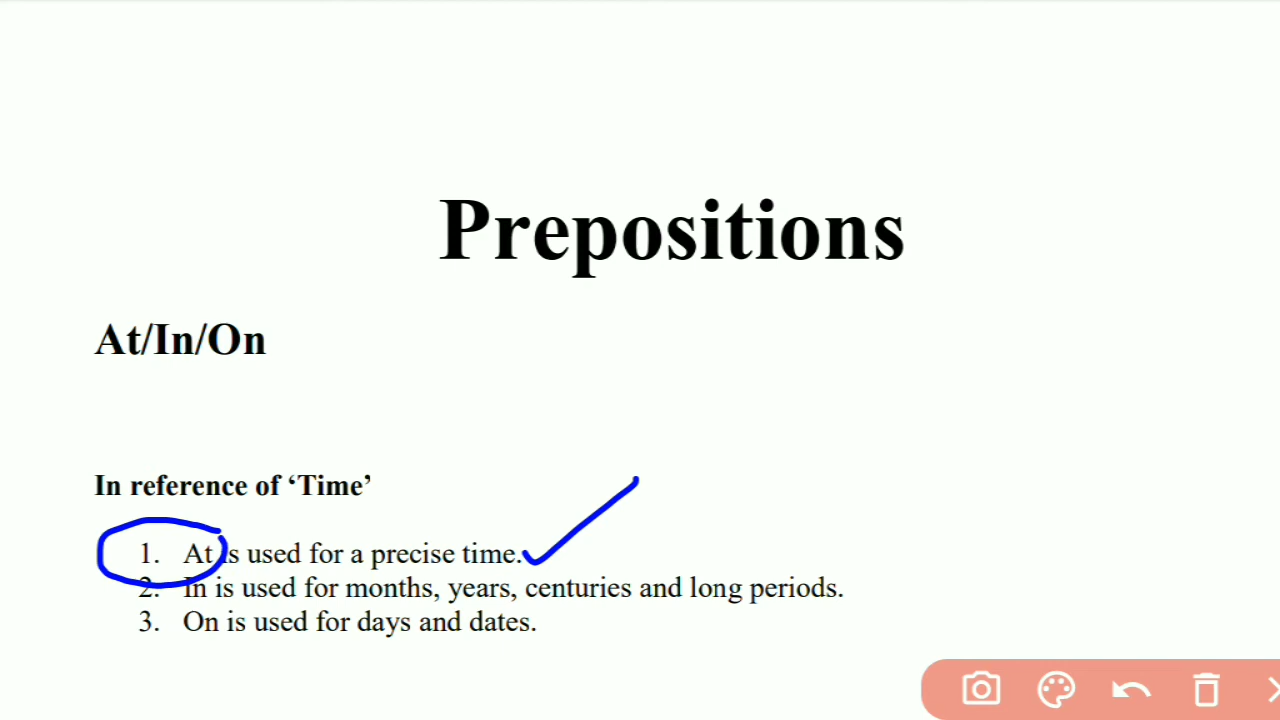 Prepositions
At/In/On
In reference of ‘Time’
1. At is used for a precise time.
2. In is used for months, years, centuries and long periods.
3. On is used for days and dates.